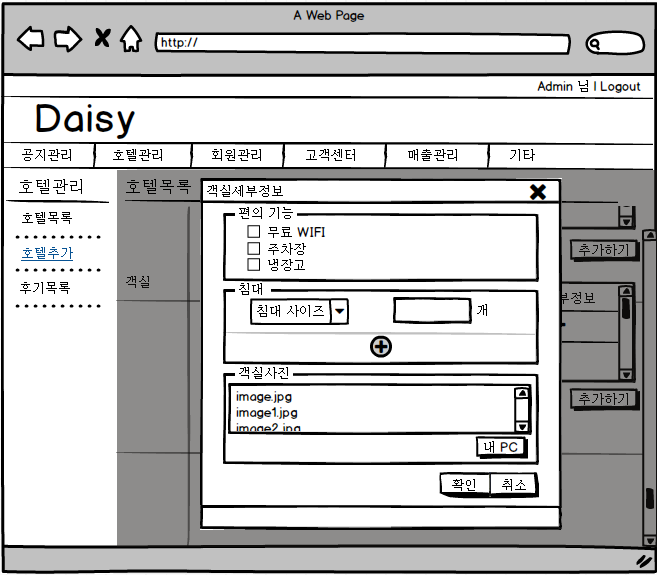 A Web Page
http://
Admin 님 | Logout
Daisy
공지관리 호텔관리 회원관리 고객센터 매출관리 기타
호텔관리
호텔목록
호텔추가
후기목록
호텔목록
객실
추가하기
부정보
추가하기
객실세부정보
편의 기능
무료 WIFI
주차장
냉장고
침대
침대 사이즈
개
객실사진
image.jpg
image1.jpg
image2.jpg
내 PC
확인 취소